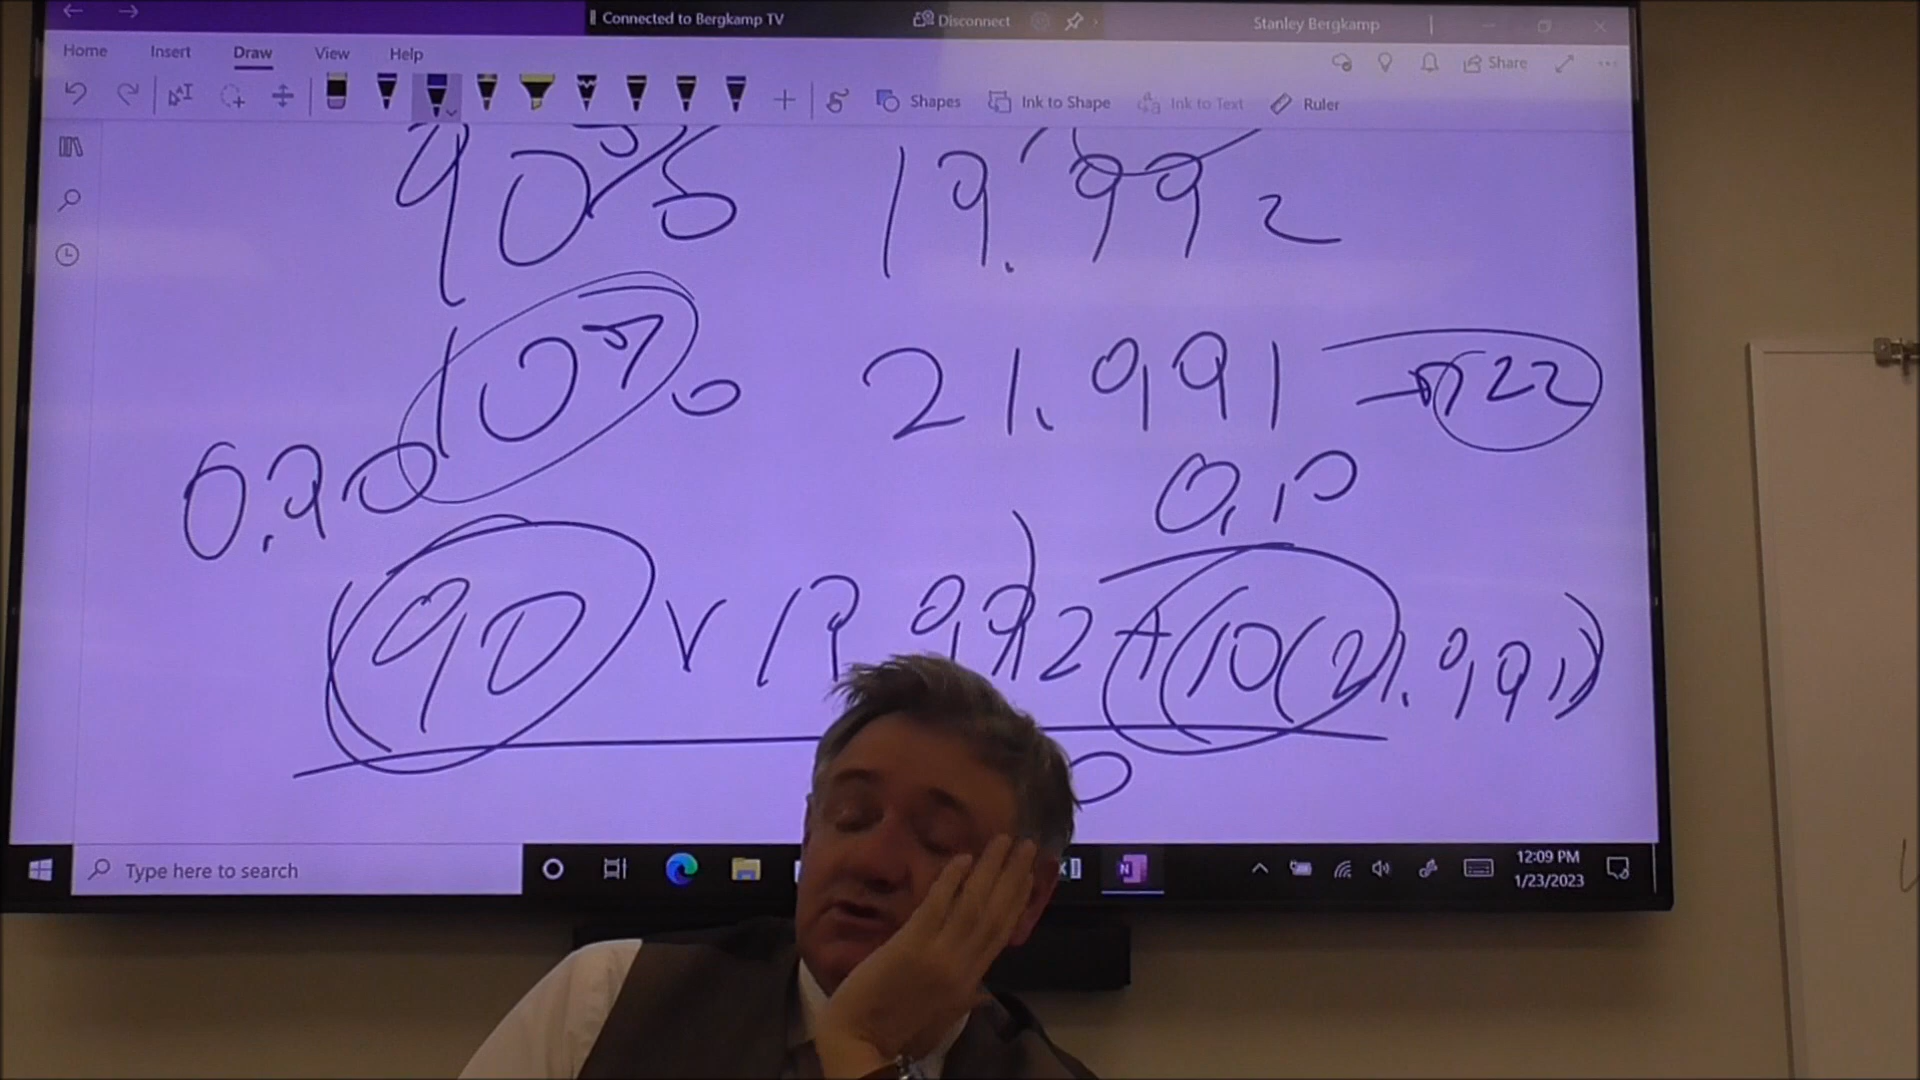 Connected to Bergkamp TV Disconnect Stanley Bergkamp
Home Insert Draw View Help Share
Shapes Ink to Shape Ink to Text Ruler
90% 19.992
10% 21.991 → 22
0.90 0.10
(90 x 19.992) + (10(21.991))
Type here to search
12:09 PM
1/23/2023